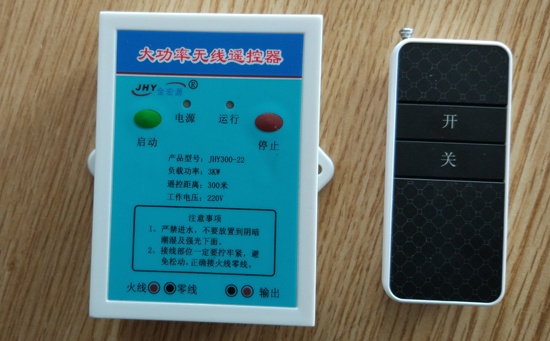 大功率无线遥控器
JHY 金宏源 ®
电源 运行
启动 停止
产品型号：JHY300-22
负载功率：3KW
遥控距离：300米
工作电压：220V
注意事项
1、严禁进水，不要放置到阴暗
潮湿及强光下面。
2、接线部位一定要拧牢紧，避
免松动，正确接火线零线。
火线 零线 输出
开
关